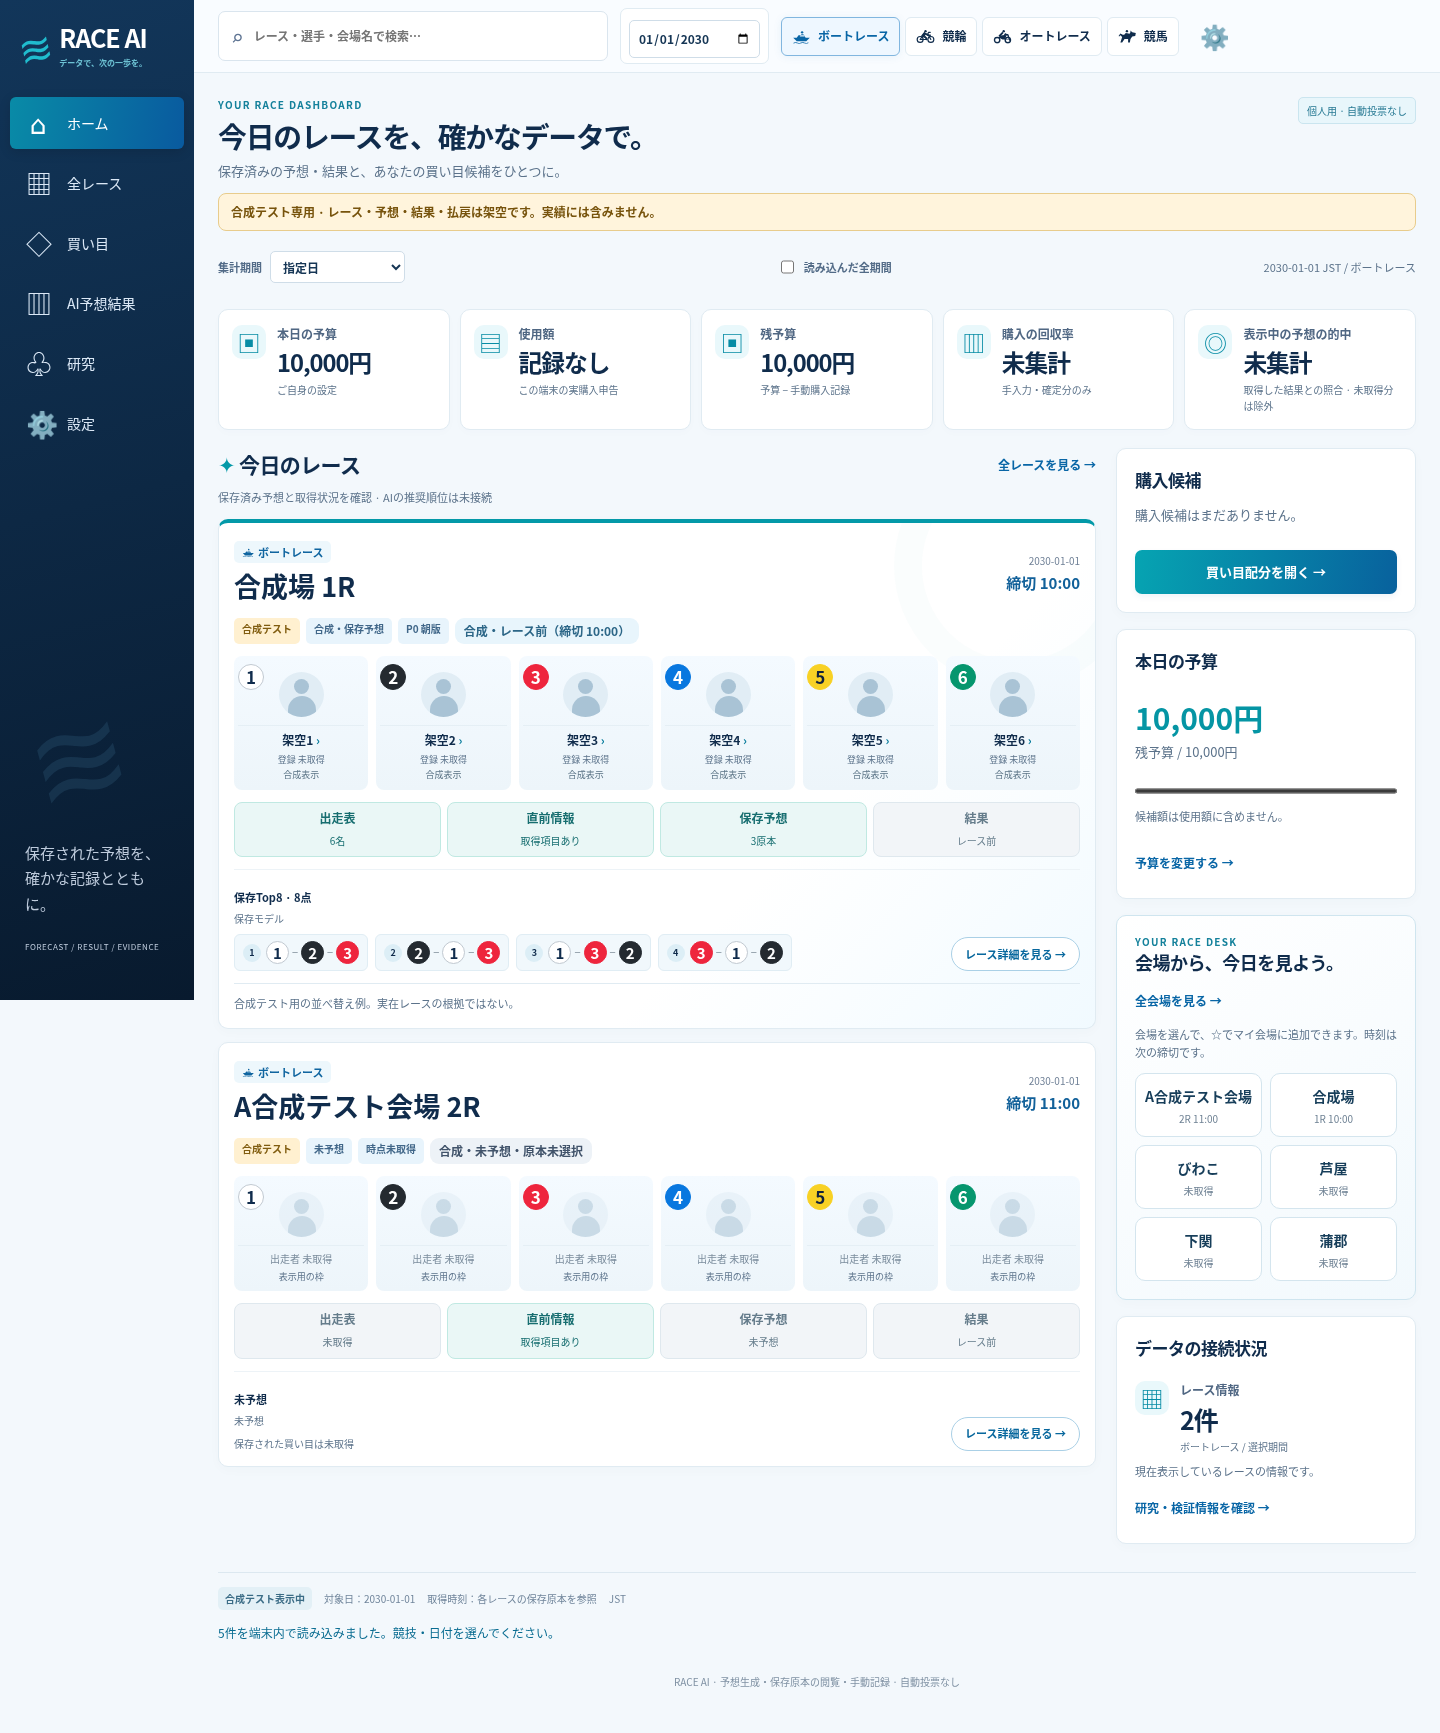 RACE AI
データで、次の一歩を。
ホーム
全レース
買い目
AI予想結果
研究
設定
保存された予想を、
確かな記録ととも
に。
FORECAST / RESULT / EVIDENCE
レース・選手・会場名で検索…
01/01/2030
ボートレース
競輪
オートレース
競馬
YOUR RACE DASHBOARD
個人用・自動投票なし
今日のレースを、確かなデータで。
保存済みの予想・結果と、あなたの買い目候補をひとつに。
合成テスト専用・レース・予想・結果・払戻は架空です。実績には含みません。
集計期間 指定日
読み込んだ全期間
2030-01-01 JST / ボートレース
本日の予算
10,000円
ご自身の設定
使用額
記録なし
この端末の実購入申告
残予算
10,000円
予算 − 手動購入記録
購入の回収率
未集計
手入力・確定分のみ
表示中の予想の的中
未集計
取得した結果との照合・未取得分
は除外
✦ 今日のレース
全レースを見る →
保存済み予想と取得状況を確認・AIの推奨順位は未接続
ボートレース
合成場 1R
2030-01-01
締切 10:00
合成テスト 合成・保存予想 P0 朝版 合成・レース前（締切 10:00）
1 2 3 4 5 6
架空1 › 架空2 › 架空3 › 架空4 › 架空5 › 架空6 ›
登録 未取得 登録 未取得 登録 未取得 登録 未取得 登録 未取得 登録 未取得
合成表示 合成表示 合成表示 合成表示 合成表示 合成表示
出走表 直前情報 保存予想 結果
6名 取得項目あり 3原本 レース前
保存Top8・8点
保存モデル
1 1–2–3 2 2–1–3 3 1–3–2 4 3–1–2
レース詳細を見る →
合成テスト用の並べ替え例。実在レースの根拠ではない。
ボートレース
A合成テスト会場 2R
2030-01-01
締切 11:00
合成テスト 未予想 時点未取得 合成・未予想・原本未選択
1 2 3 4 5 6
出走者 未取得 出走者 未取得 出走者 未取得 出走者 未取得 出走者 未取得 出走者 未取得
表示用の枠 表示用の枠 表示用の枠 表示用の枠 表示用の枠 表示用の枠
出走表 直前情報 保存予想 結果
未取得 取得項目あり 未予想 レース前
未予想
未予想
保存された買い目は未取得
レース詳細を見る →
購入候補
購入候補はまだありません。
買い目配分を開く →
本日の予算
10,000円
残予算 / 10,000円
候補額は使用額に含めません。
予算を変更する →
YOUR RACE DESK
会場から、今日を見よう。
全会場を見る →
会場を選んで、☆でマイ会場に追加できます。時刻は
次の締切です。
A合成テスト会場 合成場
2R 11:00 1R 10:00
びわこ 芦屋
未取得 未取得
下関 蒲郡
未取得 未取得
データの接続状況
レース情報
2件
ボートレース / 選択期間
現在表示しているレースの情報です。
研究・検証情報を確認 →
合成テスト表示中 対象日：2030-01-01 取得時刻：各レースの保存原本を参照 JST
5件を端末内で読み込みました。競技・日付を選んでください。
RACE AI・予想生成・保存原本の閲覧・手動記録・自動投票なし